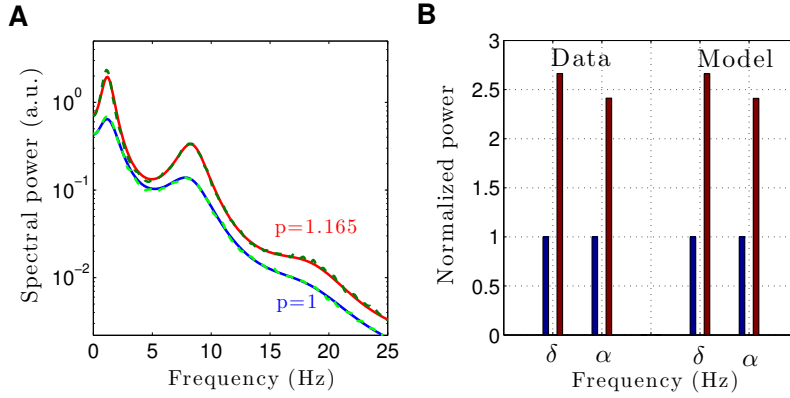 A
Spectral power (a.u.)
10^0
10^-1
10^-2
p=1.165
p=1
0 5 10 15 20 25
Frequency (Hz)
B
Normalized power
3
2.5
2
1.5
1
0.5
0
Data Model
δ α δ α
Frequency (Hz)